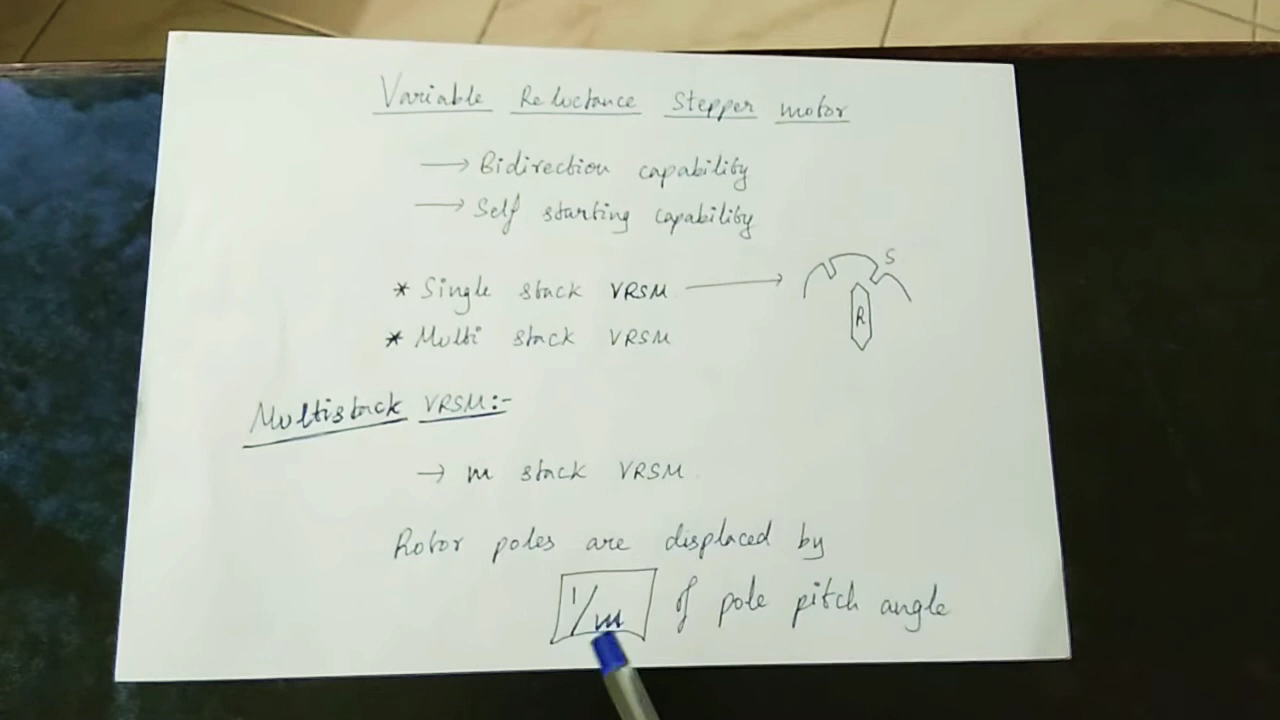 Variable Reluctance Stepper motor
→ Bidirection capability
→ Self starting capability
* Single stack VRSM →
S
R
* Multi stack VRSM
Multistack VRSM:-
→ m stack VRSM
Rotor poles are displaced by
1/m of pole pitch angle